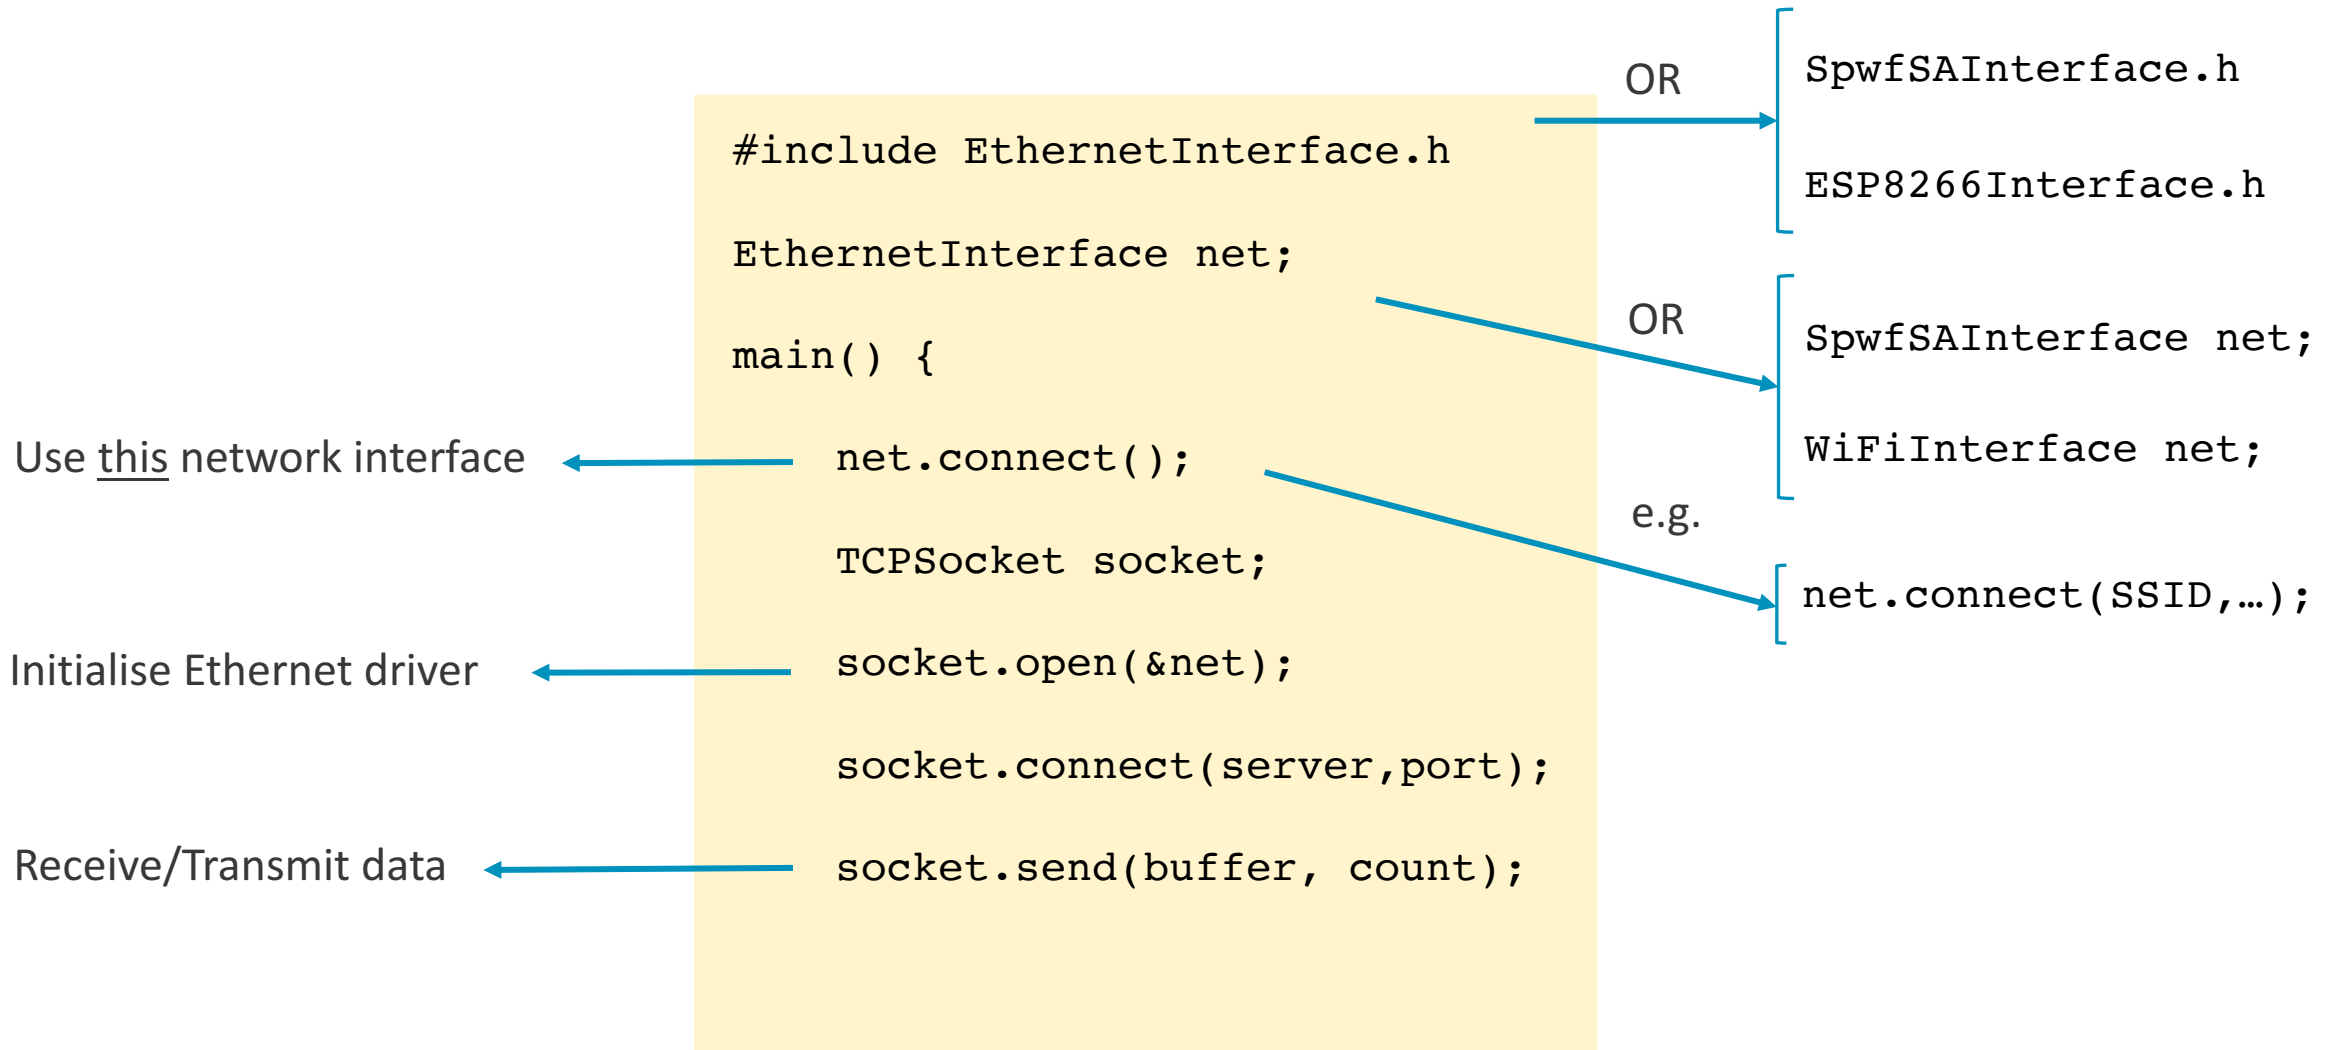 #include EthernetInterface.h
EthernetInterface net;
main() {
net.connect();
TCPSocket socket;
socket.open(&net);
socket.connect(server,port);
socket.send(buffer, count);
Use this network interface
Initialise Ethernet driver
Receive/Transmit data
OR
SpwfSAInterface.h
ESP8266Interface.h
OR
SpwfSAInterface net;
WiFiInterface net;
e.g.
net.connect(SSID,…);